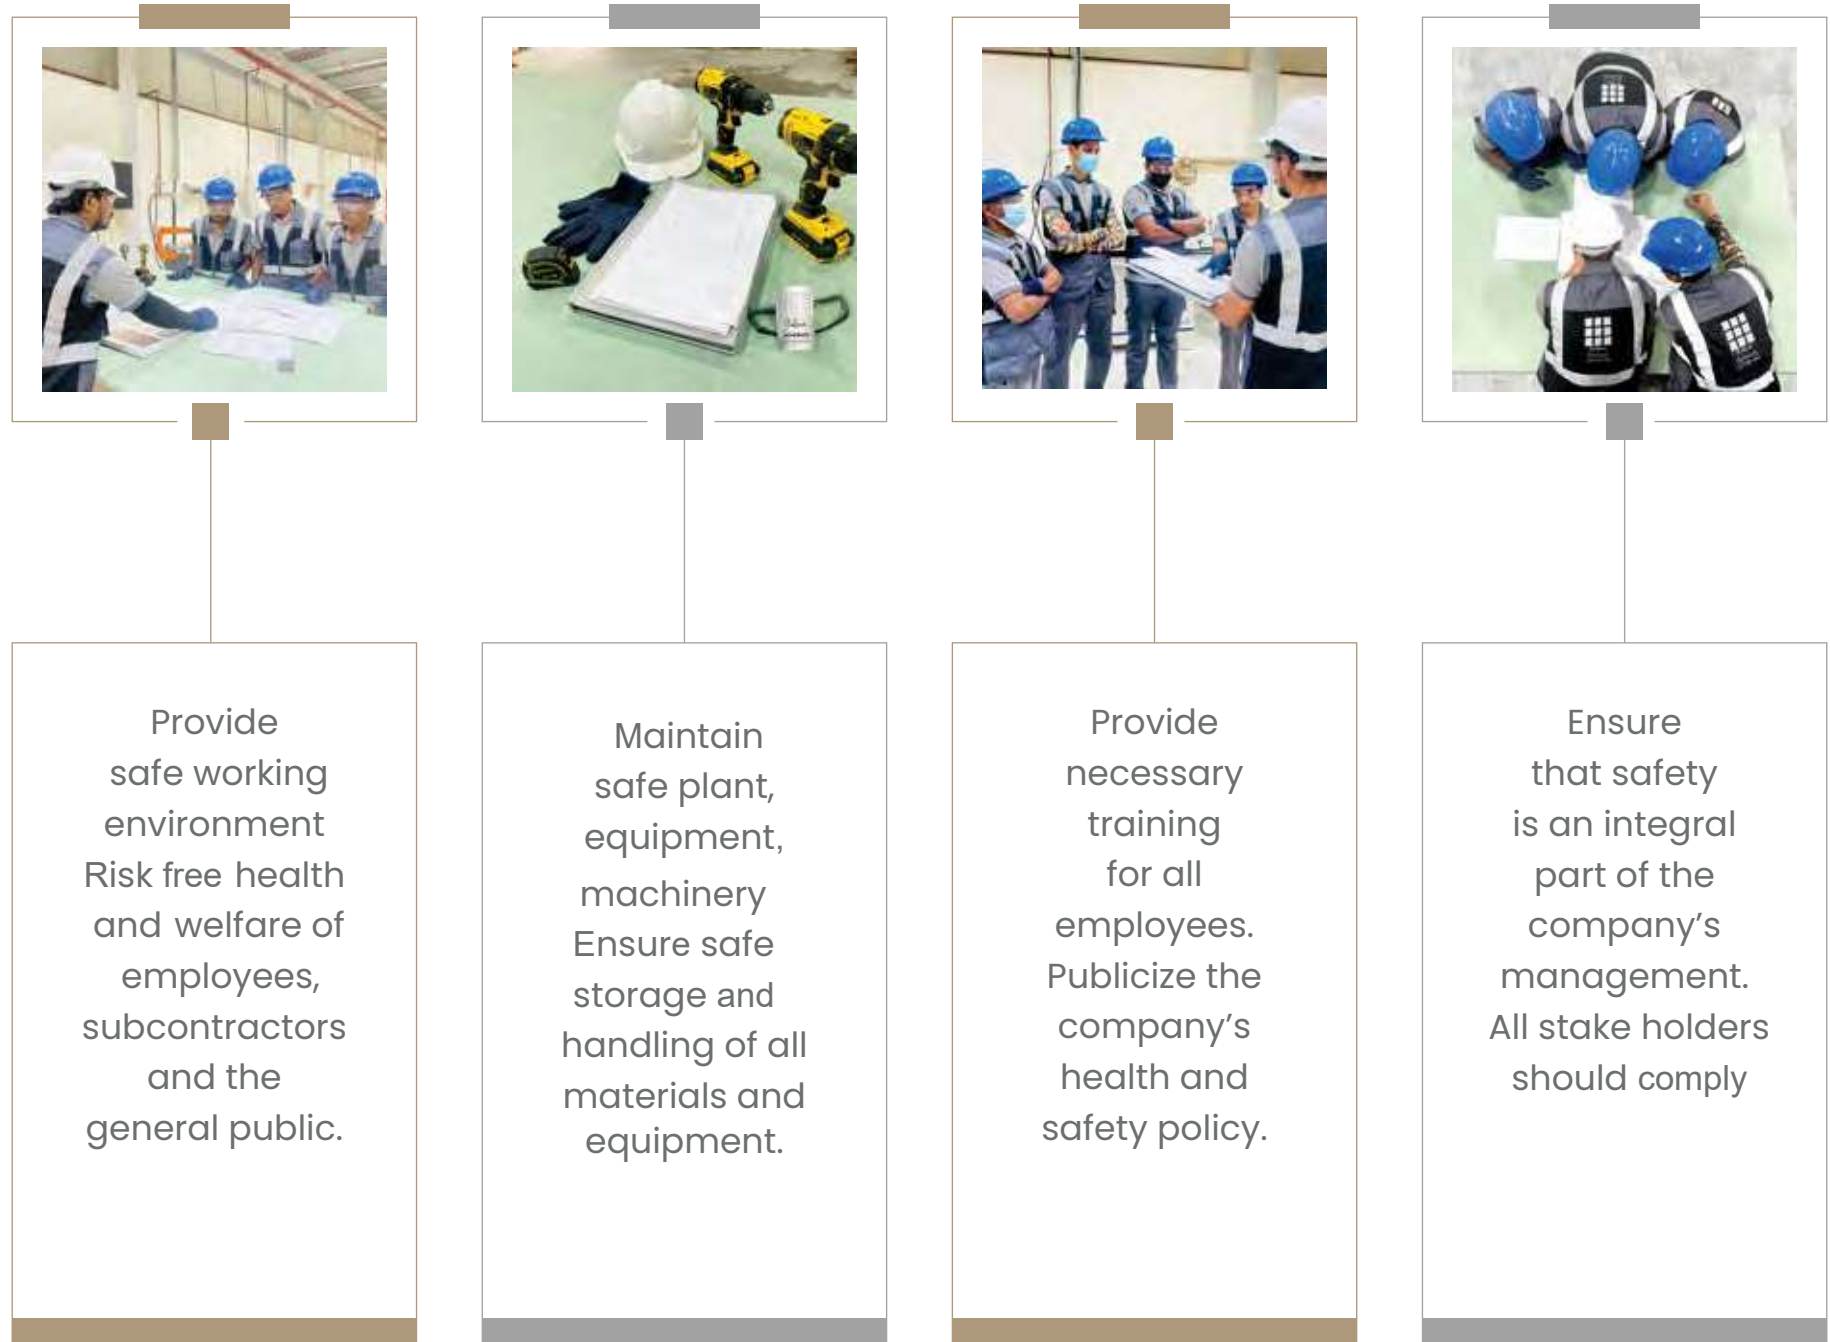 Provide
safe working
environment
Risk free health
and welfare of
employees,
subcontractors
and the
general public.
Maintain
safe plant,
equipment,
machinery
Ensure safe
storage and
handling of all
materials and
equipment.
Provide
necessary
training
for all
employees.
Publicize the
company’s
health and
safety policy.
Ensure
that safety
is an integral
part of the
company’s
management.
All stake holders
should comply